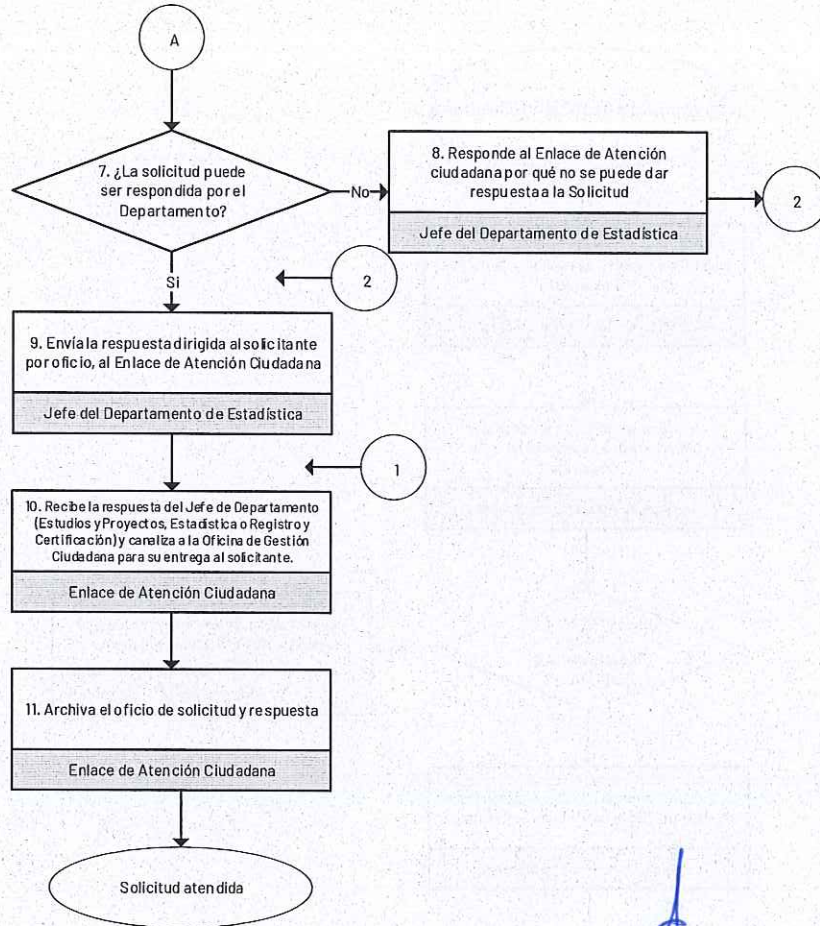 A
7. ¿La solicitud puede
ser respondida por el
Departamento?
No
8. Responde al Enlace de Atención
ciudadana por qué no se puede dar
respuesta a la Solicitud
Jefe del Departamento de Estadística
2
Si
2
9. Envía la respuesta dirigida al solicitante
por oficio, al Enlace de Atención Ciudadana
Jefe del Departamento de Estadística
1
10. Recibe la respuesta del Jefe de Departamento
(Estudios y Proyectos, Estadística o Registro y
Certificación) y canaliza a la Oficina de Gestión
Ciudadana para su entrega al solicitante.
Enlace de Atención Ciudadana
11. Archiva el oficio de solicitud y respuesta
Enlace de Atención Ciudadana
Solicitud atendida